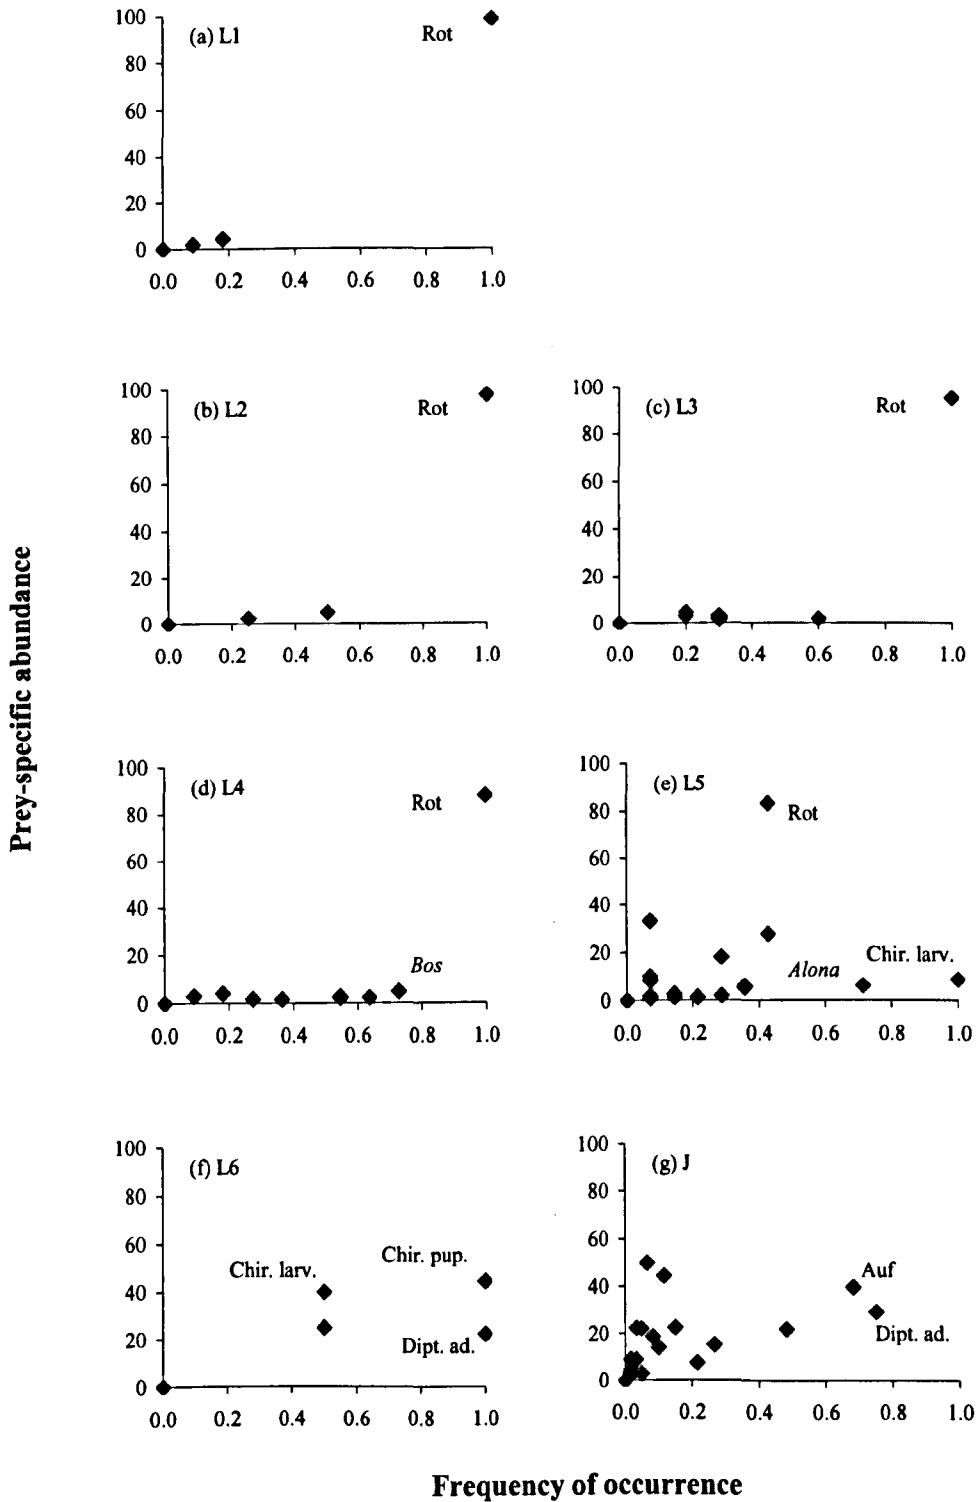 Prey-specific abundance
100
(a) L1
Rot
80
60
40
20
0
0.0 0.2 0.4 0.6 0.8 1.0
100
(b) L2
Rot
80
60
40
20
0
0.0 0.2 0.4 0.6 0.8 1.0
100
(c) L3
Rot
80
60
40
20
0
0.0 0.2 0.4 0.6 0.8 1.0
100
(d) L4
Rot
80
60
40
20
Bos
0
0.0 0.2 0.4 0.6 0.8 1.0
100
(e) L5
80
Rot
60
40
20
Chir. larv.
Alona
0
0.0 0.2 0.4 0.6 0.8 1.0
100
(f) L6
80
60
Chir. pup.
Chir. larv.
40
20
Dipt. ad.
0
0.0 0.2 0.4 0.6 0.8 1.0
100
(g) J
80
60
Auf
40
20
Dipt. ad.
0
0.0 0.2 0.4 0.6 0.8 1.0
Frequency of occurrence